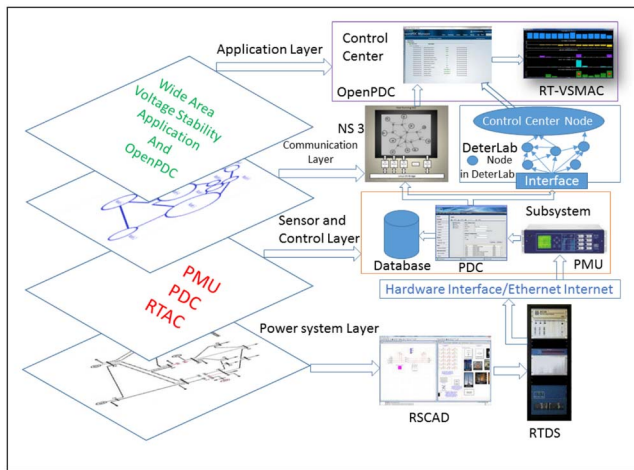 Application Layer
Control
Center
OpenPDC
RT-VSMAC
Wide Area
Voltage Stability
Application
And
OpenPDC
NS 3
Communication
Layer
Control Center Node
DeterLab
Node
in DeterLab
Interface
Sensor and
Control Layer
Subsystem
Database
PDC
PMU
PMU
PDC
RTAC
Hardware Interface/Ethernet Internet
Power system Layer
RSCAD
RTDS